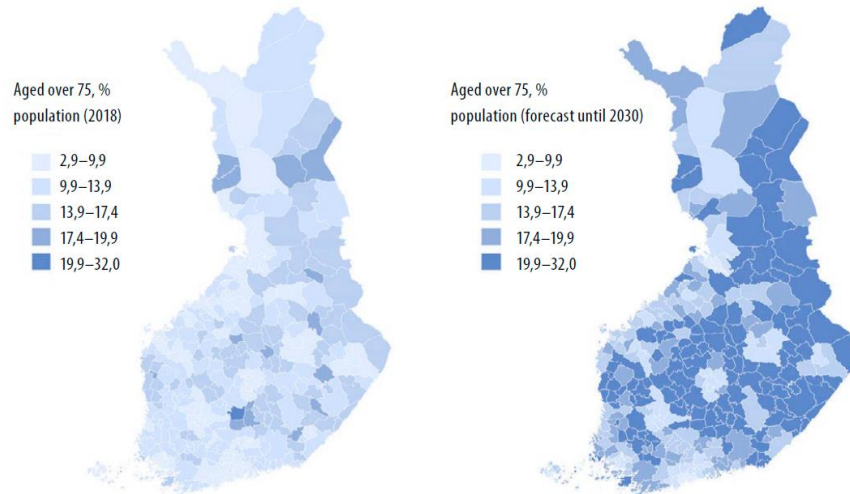 Aged over 75, %
population (2018)
2,9–9,9
9,9–13,9
13,9–17,4
17,4–19,9
19,9–32,0
Aged over 75, %
population (forecast until 2030)
2,9–9,9
9,9–13,9
13,9–17,4
17,4–19,9
19,9–32,0